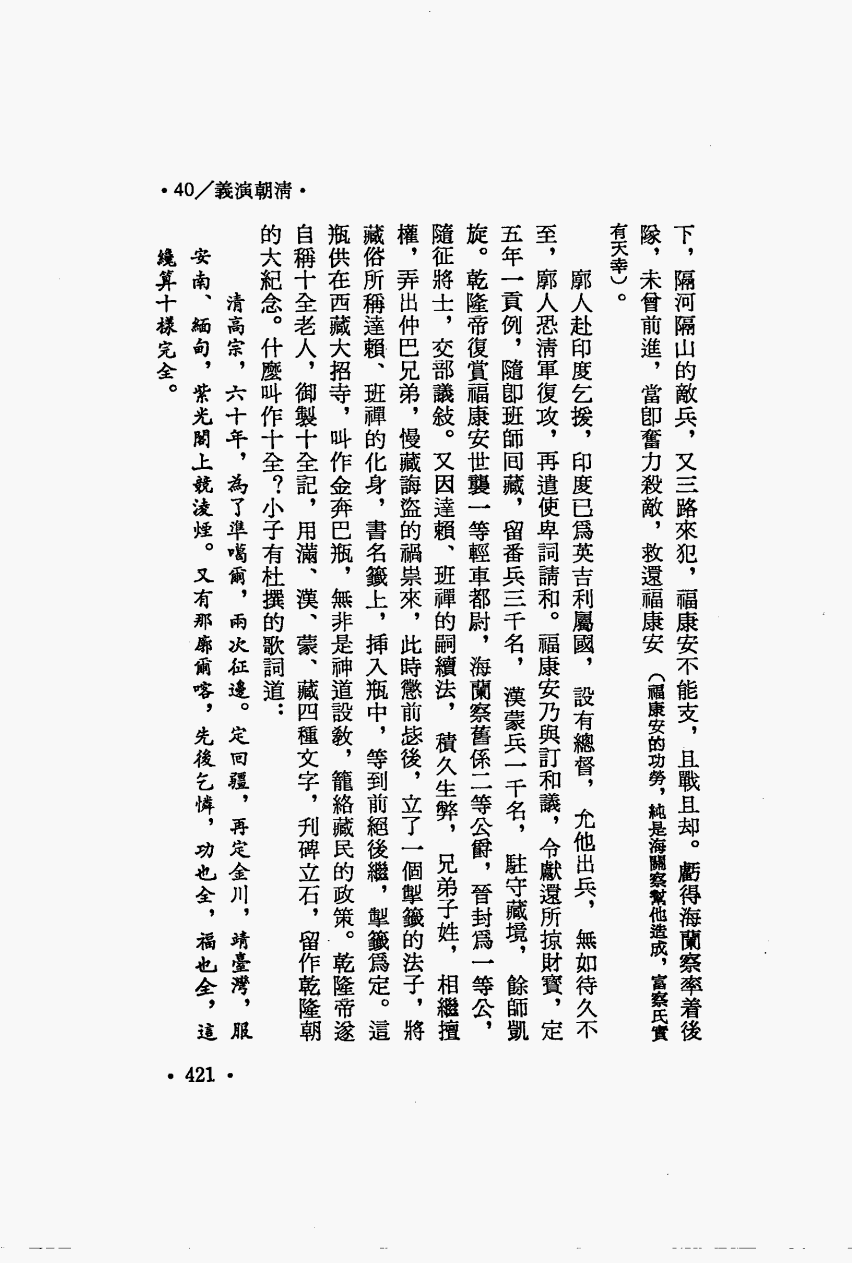 •40／清朝演義•
下，隔河隔山的敵兵，又三路來犯，福康安不能支，且戰且却。虧得海蘭察率着後
隊，未曾前進，當卽奮力殺敵，救還福康安（福康安的功勞，純是海關察幫他造成，富察氏實
有天幸）。
廓人赴印度乞援，印度已爲英吉利屬國，設有總督，允他出兵，無如待久不
至，廓人恐淸軍復攻，再遣使卑詞請和。福康安乃與訂和議，令獻還所掠財寶，定
五年一貢例，隨卽班師回藏，留番兵三千名，漢蒙兵一千名，駐守藏境，餘師凱
旋。乾隆帝復賞福康安世襲一等輕車都尉，海蘭察舊係二等公爵，晉封爲一等公，
隨征將士，交部議敍。又因達賴、班禪的嗣續法，積久生弊，兄弟子姓，相繼擅
權，弄出仲巴兄弟，慢藏誨盜的禍祟來，此時懲前毖後，立了一個掣籤的法子，將
藏俗所稱達賴、班禪的化身，書名籤上，揷入瓶中，等到前絕後繼，掣籤爲定。這
瓶供在西藏大招寺，叫作金奔巴瓶，無非是神道設敎，籠絡藏民的政策。乾隆帝遂
自稱十全老人，御製十全記，用滿、漢、蒙、藏四種文字，刋碑立石，留作乾隆朝
的大紀念。什麼叫作十全？小子有杜撰的歌詞道：
清高宗，六十年，為了準噶爾，兩次征邊。定回疆，再定金川，靖臺灣，服
安南、緬甸，紫光閣上競凌煙。又有那廓爾喀，先後乞憐，功也全，福也全，這
纔算十樣完全。
•421•